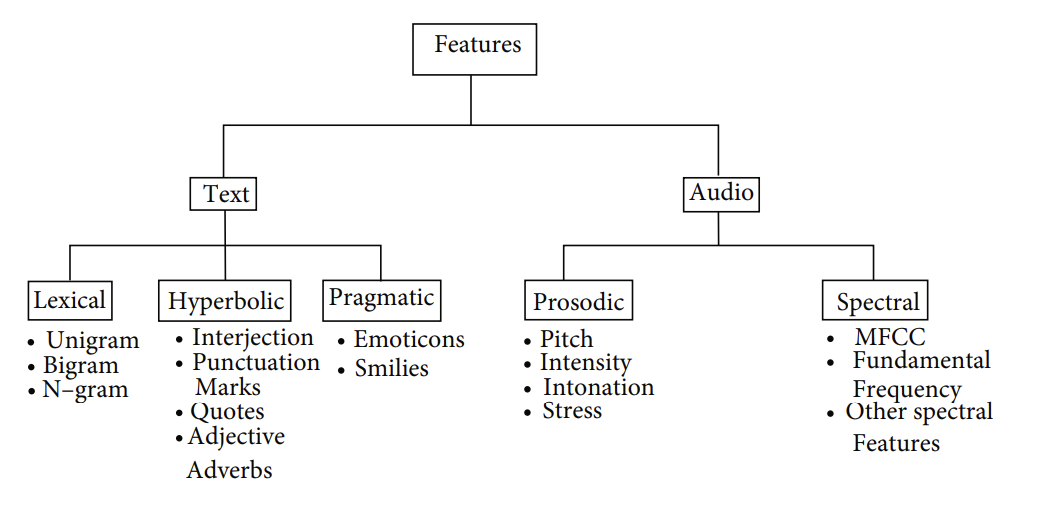 Features
Text
Audio
Lexical
• Unigram
• Bigram
• N–gram
Hyperbolic
• Interjection
• Punctuation
Marks
• Quotes
• Adjective
Adverbs
Pragmatic
• Emoticons
• Smilies
Prosodic
• Pitch
• Intensity
• Intonation
• Stress
Spectral
• MFCC
• Fundamental
Frequency
• Other spectral
Features